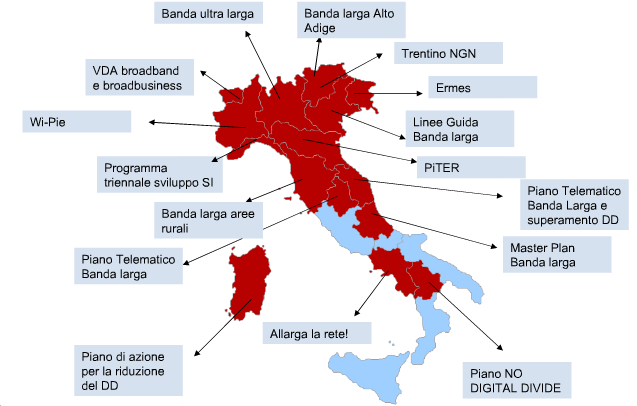 Banda ultra larga
Banda larga Alto
Adige
Trentino NGN
VDA broadband
e broadbusiness
Ermes
Wi-Pie
Linee Guida
Banda larga
Programma
triennale sviluppo SI
PiTER
Piano Telematico
Banda Larga e
superamento DD
Banda larga aree
rurali
Piano Telematico
Banda larga
Master Plan
Banda larga
Allarga la rete!
Piano di azione
per la riduzione
del DD
Piano NO
DIGITAL DIVIDE